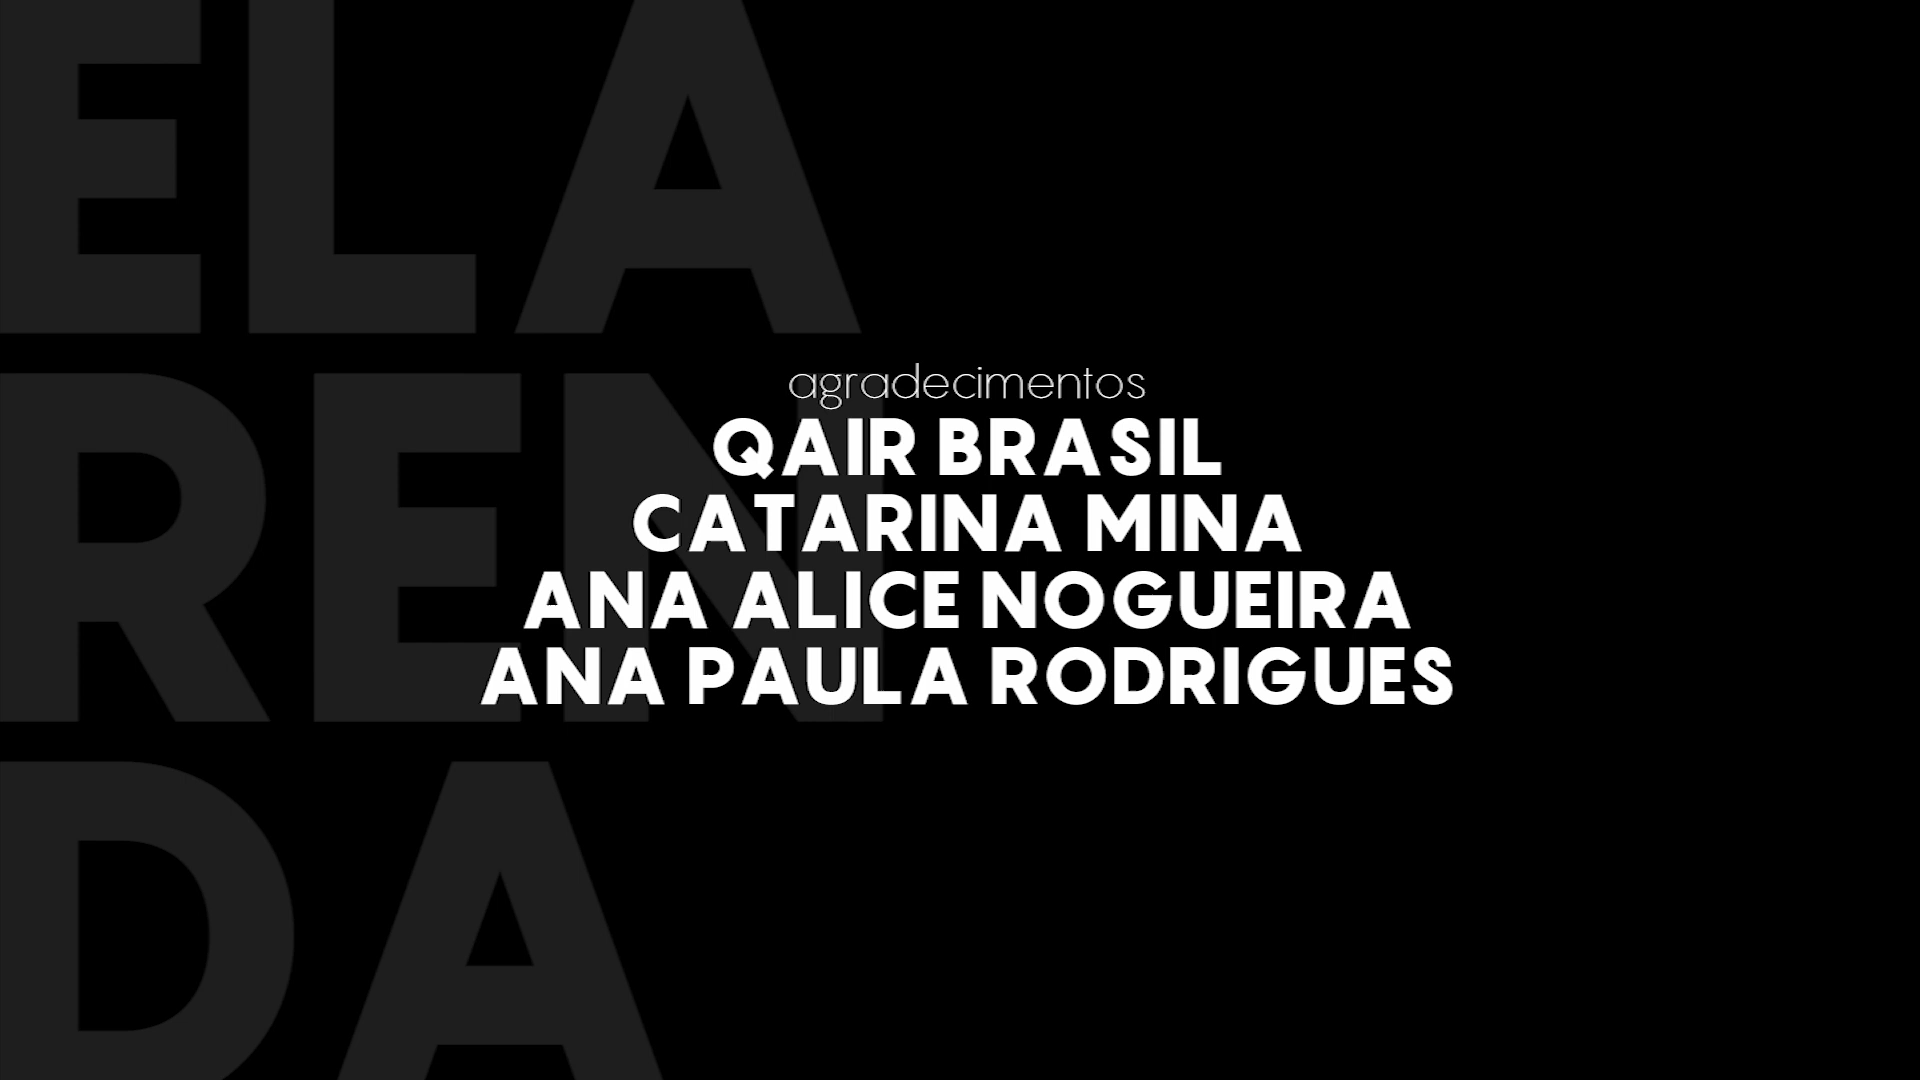 ELA
REN
DA
agradecimentos
QAIR BRASIL
CATARINA MINA
ANA ALICE NOGUEIRA
ANA PAULA RODRIGUES